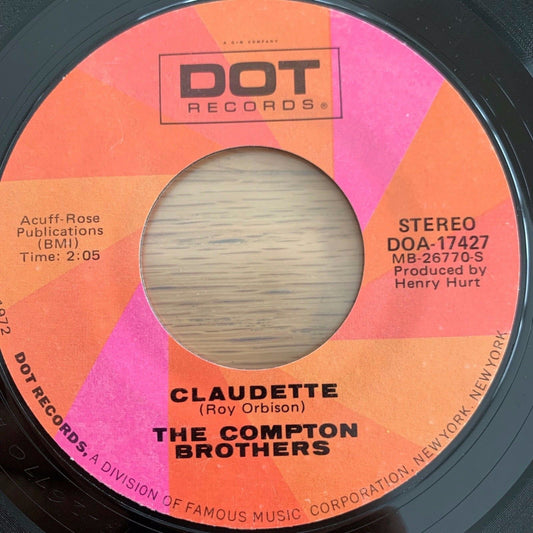 A G+W COMPANY
DOT
RECORDS®
Acuff-Rose
Publications
(BMI)
Time: 2:05
STEREO
DOA-17427
MB-26770-S
Produced by
Henry Hurt
CLAUDETTE
(Roy Orbison)
THE COMPTON
BROTHERS
1972 DOT RECORDS, A DIVISION OF FAMOUS MUSIC CORPORATION, NEW YORK, NEW YORK